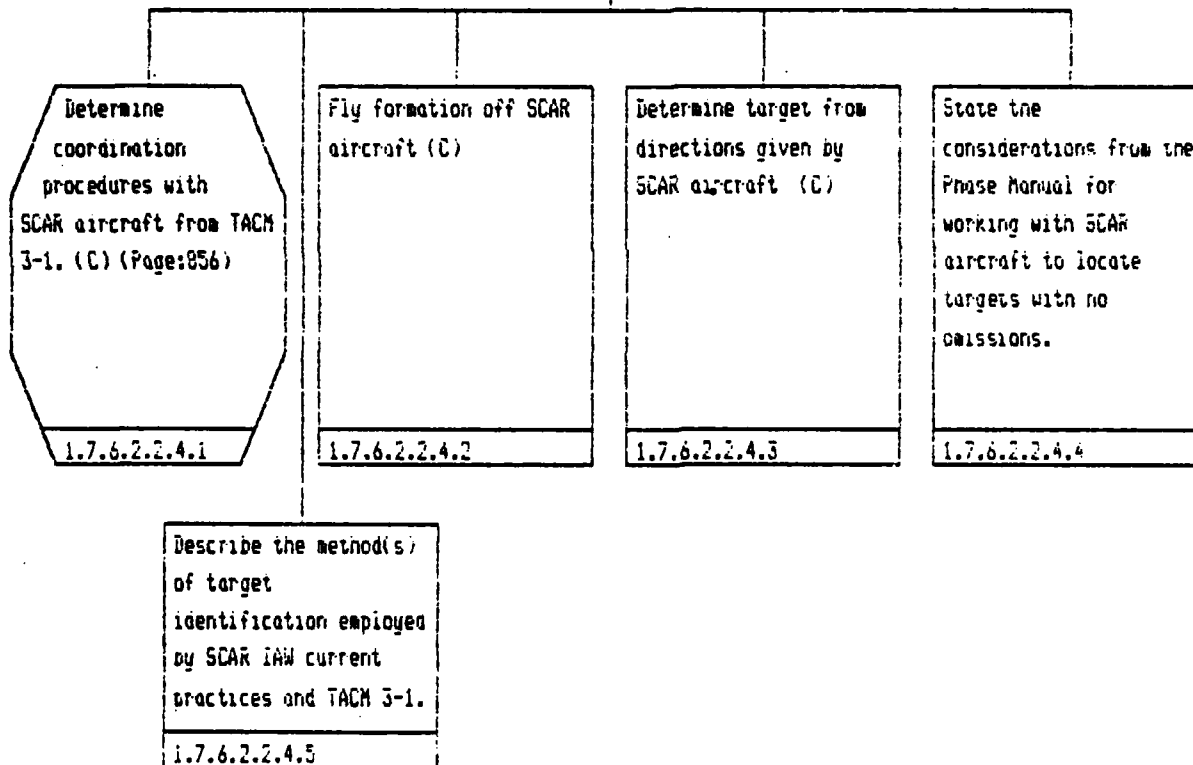 Determine
coordination
procedures with
SCAR aircraft from TACM
3-1. (C) (Page:856)
1.7.6.2.2.4.1
Fly formation off SCAR
aircraft (C)
1.7.6.2.2.4.2
Determine target from
directions given by
SCAR aircraft (C)
1.7.6.2.2.4.3
State the
considerations from the
Phase Manual for
working with SCAR
aircraft to locate
targets with no
omissions.
1.7.6.2.2.4.4
Describe the method(s)
of target
identification employed
by SCAR IAW current
practices and TACM 3-1.
1.7.6.2.2.4.5